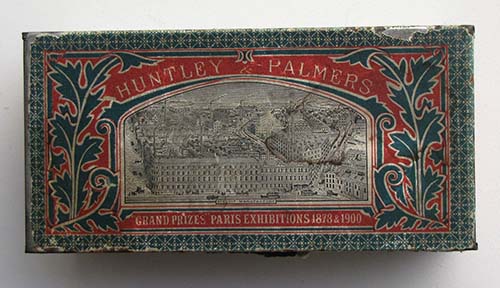 HUNTLEY & PALMERS
GRAND PRIZES PARIS EXHIBITIONS 1878 & 1900